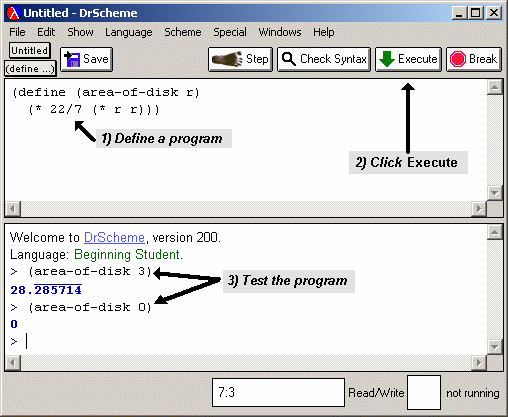 Untitled - DrScheme
File Edit Show Language Scheme Special Windows Help
Untitled
(define ...)
Save
Step
Check Syntax
Execute
Break
(define (area-of-disk r)
(* 22/7 (* r r)))
1) Define a program
2) Click Execute
Welcome to DrScheme, version 200.
Language: Beginning Student.
> (area-of-disk 3)
28.285714
3) Test the program
> (area-of-disk 0)
0
>
7:3
Read/Write
not running